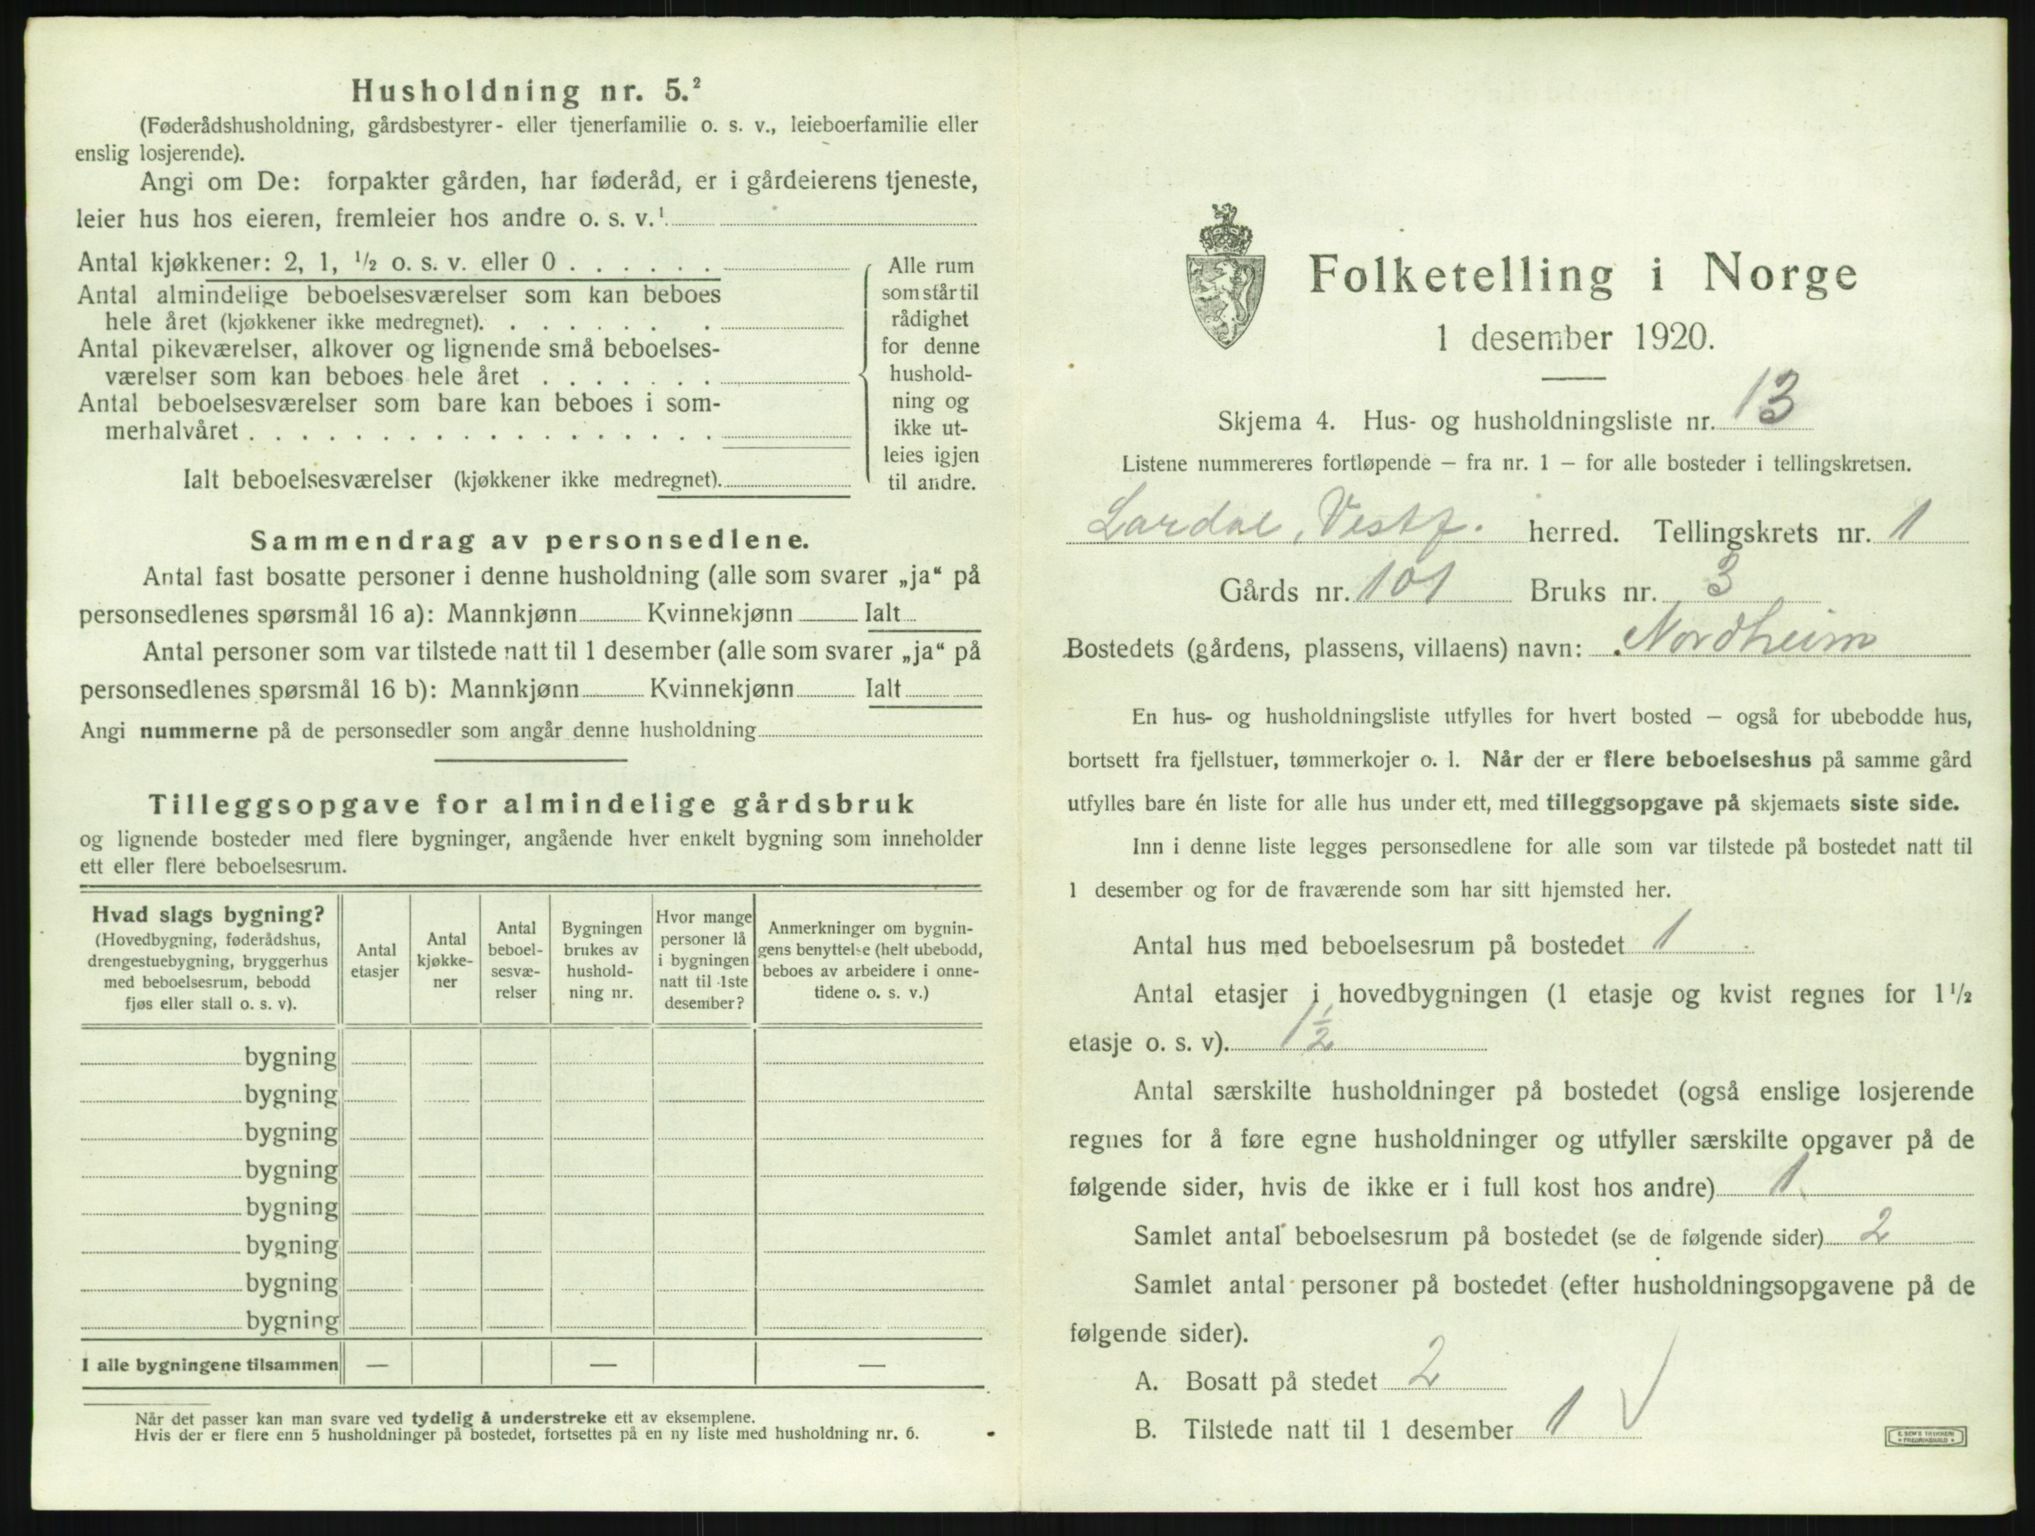 Husholdning nr. 5.²
(Føderådshusholdning, gårdsbestyrer- eller tjenerfamilie o. s. v., leieboerfamilie eller
enslig losjerende).
Angi om De: forpakter gården, har føderåd, er i gårdeierens tjeneste,
leier hus hos eieren, fremleier hos andre o. s. v.¹
Antal kjøkkener: 2, 1, ½ o. s. v. eller 0 . . . . . .
Antal almindelige beboelsesværelser som kan beboes
hele året (kjøkkener ikke medregnet). . . . . . . .
Antal pikeværelser, alkover og lignende små beboelses-
værelser som kan beboes hele året . . . . . . .
Antal beboelsesværelser som bare kan beboes i som-
merhalvåret . . . . . . . . . . . . . . . . . .
Ialt beboelsesværelser (kjøkkener ikke medregnet).
Alle rum
som står til
rådighet
for denne
hushold-
ning og
ikke ut-
leies igjen
til andre.
Sammendrag av personsedlene.
Antal fast bosatte personer i denne husholdning (alle som svarer „ja“ på
personsedlenes spørsmål 16 a): Mannkjønn Kvinnekjønn Ialt
Antal personer som var tilstede natt til 1 desember (alle som svarer „ja“ på
personsedlenes spørsmål 16 b): Mannkjønn Kvinnekjønn Ialt
Angi nummerne på de personsedler som angår denne husholdning
Tilleggsopgave for almindelige gårdsbruk
og lignende bosteder med flere bygninger, angående hver enkelt bygning som inneholder
ett eller flere beboelsesrum.
Hvad slags bygning?
(Hovedbygning, føderådshus,
drengestuebygning, bryggerhus
med beboelsesrum, bebodd
fjøs eller stall o. s. v).
Antal
etasjer
Antal
kjøkke-
ner
Antal
beboel-
sesvæ-
relser
Bygningen
brukes av
hushold-
ning nr.
Hvor mange
personer lå
i bygningen
natt til 1ste
desember?
Anmerkninger om bygnin-
gens benyttelse (helt ubebodd,
beboes av arbeidere i onne-
tidene o. s. v.)
bygning
bygning
bygning
bygning
bygning
bygning
bygning
bygning
I alle bygningene tilsammen — — —
Når det passer kan man svare ved tydelig å understreke ett av eksemplene.
Hvis der er flere enn 5 husholdninger på bostedet, fortsettes på en ny liste med husholdning nr. 6.
Folketelling i Norge
1 desember 1920.
Skjema 4. Hus- og husholdningsliste nr. 13
Listene nummereres fortløpende – fra nr. 1 – for alle bosteder i tellingskretsen.
Lardal, Vestf. herred. Tellingskrets nr. 1
Gårds nr. 101 Bruks nr. 3
Bostedets (gårdens, plassens, villaens) navn: Nordheim
En hus- og husholdningsliste utfylles for hvert bosted – også for ubebodde hus,
bortsett fra fjellstuer, tømmerkojer o. l. Når der er flere beboelseshus på samme gård
utfylles bare én liste for alle hus under ett, med tilleggsopgave på skjemaets siste side.
Inn i denne liste legges personsedlene for alle som var tilstede på bostedet natt til
1 desember og for de fraværende som har sitt hjemsted her.
Antal hus med beboelsesrum på bostedet 1
Antal etasjer i hovedbygningen (1 etasje og kvist regnes for 1½
etasje o. s. v). 1½
Antal særskilte husholdninger på bostedet (også enslige losjerende
regnes for å føre egne husholdninger og utfyller særskilte opgaver på de
følgende sider, hvis de ikke er i full kost hos andre) 1
Samlet antal beboelsesrum på bostedet (se de følgende sider) 2
Samlet antal personer på bostedet (efter husholdningsopgavene på de
følgende sider).
A. Bosatt på stedet 2
B. Tilstede natt til 1 desember 1 √
E. SEM'S TRYKKERI
FREDRIKSHALD